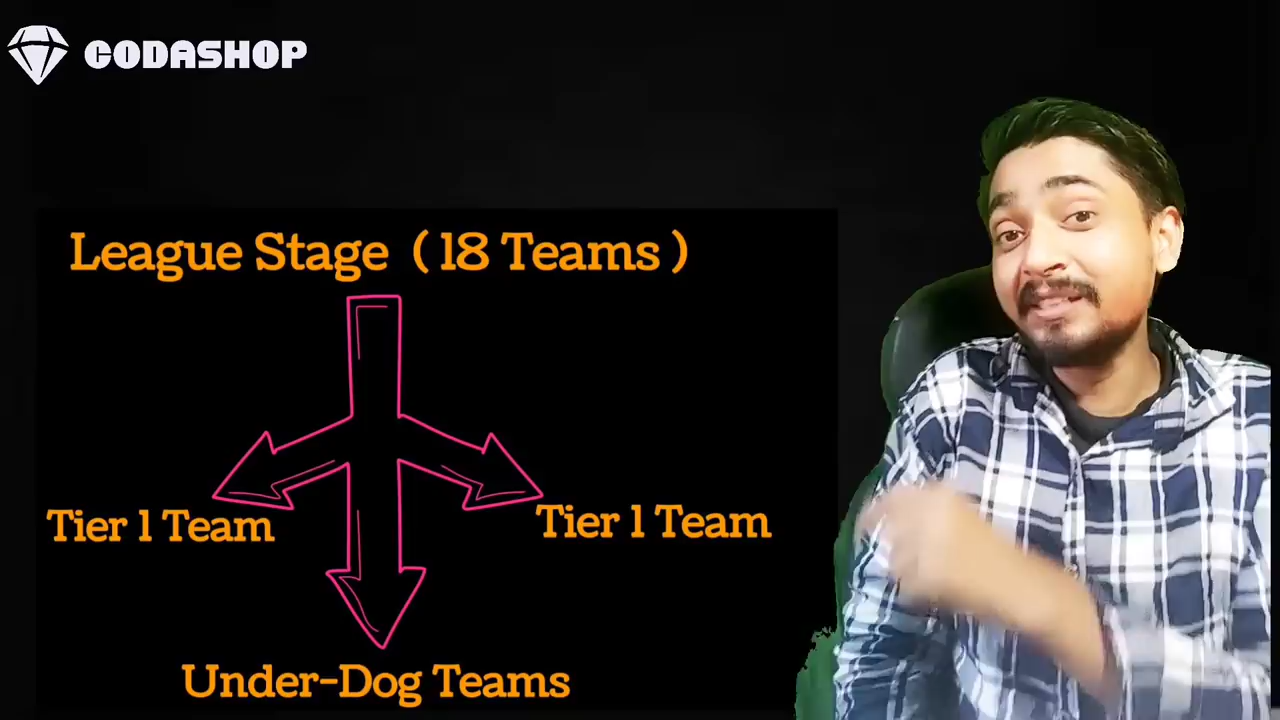 CODASHOP
League Stage ( 18 Teams )
Tier 1 Team
Tier 1 Team
Under-Dog Teams